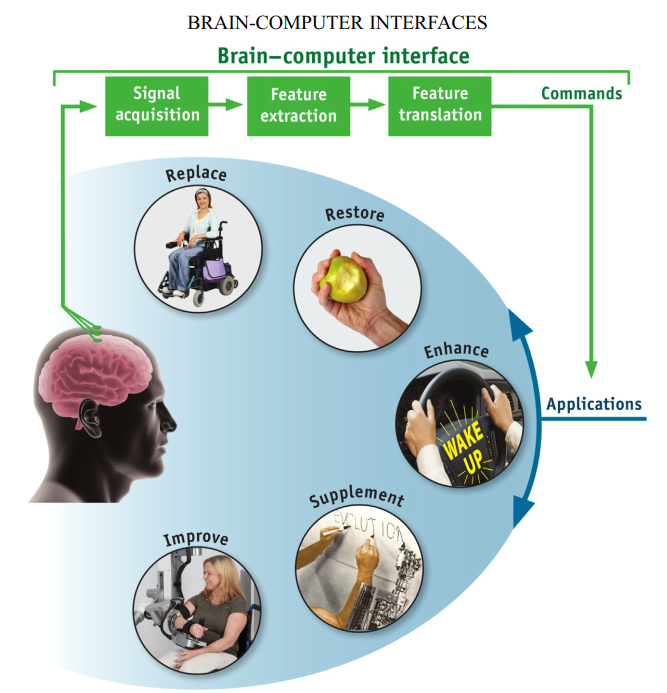 BRAIN-COMPUTER INTERFACES
Brain–computer interface
Signal
acquisition
Feature
extraction
Feature
translation
Commands
Replace
Restore
Enhance
WAKE
UP
Applications
Supplement
EVOLUTION
Improve